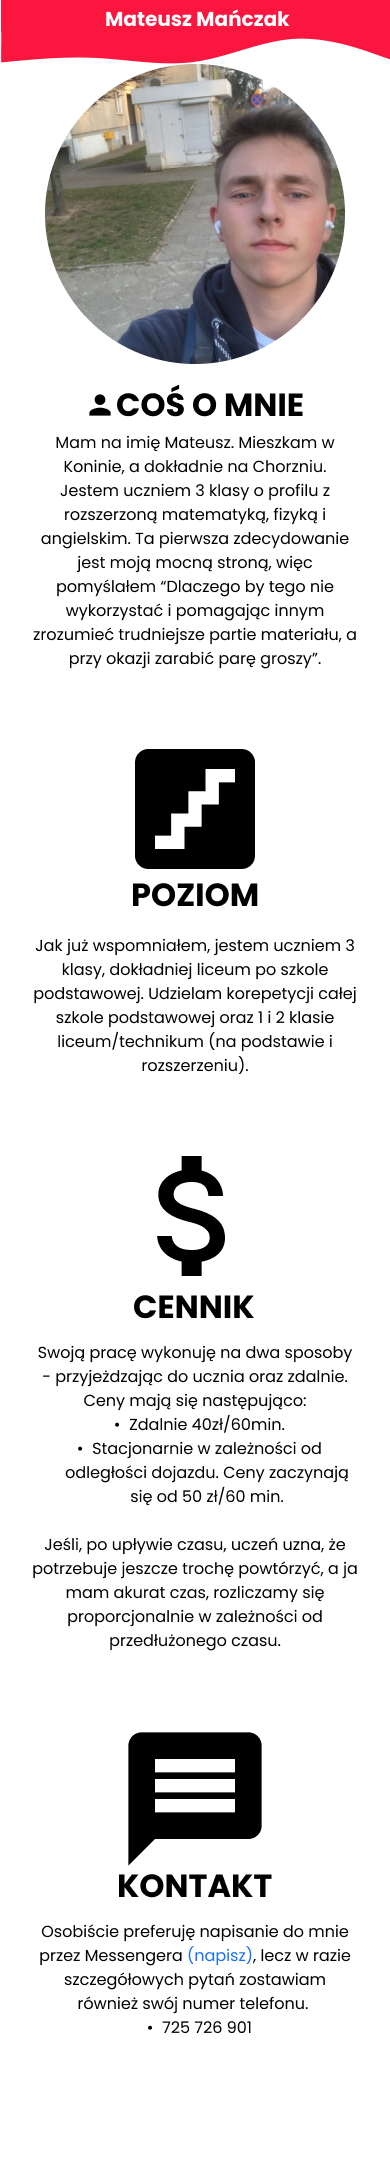 Mateusz Mańczak
COŚ O MNIE
Mam na imię Mateusz. Mieszkam w
Koninie, a dokładnie na Chorzniu.
Jestem uczniem 3 klasy o profilu z
rozszerzoną matematyką, fizyką i
angielskim. Ta pierwsza zdecydowanie
jest moją mocną stroną, więc
pomyślałem “Dlaczego by tego nie
wykorzystać i pomagając innym
zrozumieć trudniejsze partie materiału, a
przy okazji zarabić parę groszy”.
POZIOM
Jak już wspomniałem, jestem uczniem 3
klasy, dokładniej liceum po szkole
podstawowej. Udzielam korepetycji całej
szkole podstawowej oraz 1 i 2 klasie
liceum/technikum (na podstawie i
rozszerzeniu).
CENNIK
Swoją pracę wykonuję na dwa sposoby
- przyjeżdzając do ucznia oraz zdalnie.
Ceny mają się następująco:
• Zdalnie 40zł/60min.
• Stacjonarnie w zależności od
odległości dojazdu. Ceny zaczynają
się od 50 zł/60 min.
Jeśli, po upływie czasu, uczeń uzna, że
potrzebuje jeszcze trochę powtórzyć, a ja
mam akurat czas, rozliczamy się
proporcjonalnie w zależności od
przedłużonego czasu.
KONTAKT
Osobiście preferuję napisanie do mnie
przez Messengera (napisz), lecz w razie
szczegółowych pytań zostawiam
również swój numer telefonu.
• 725 726 901